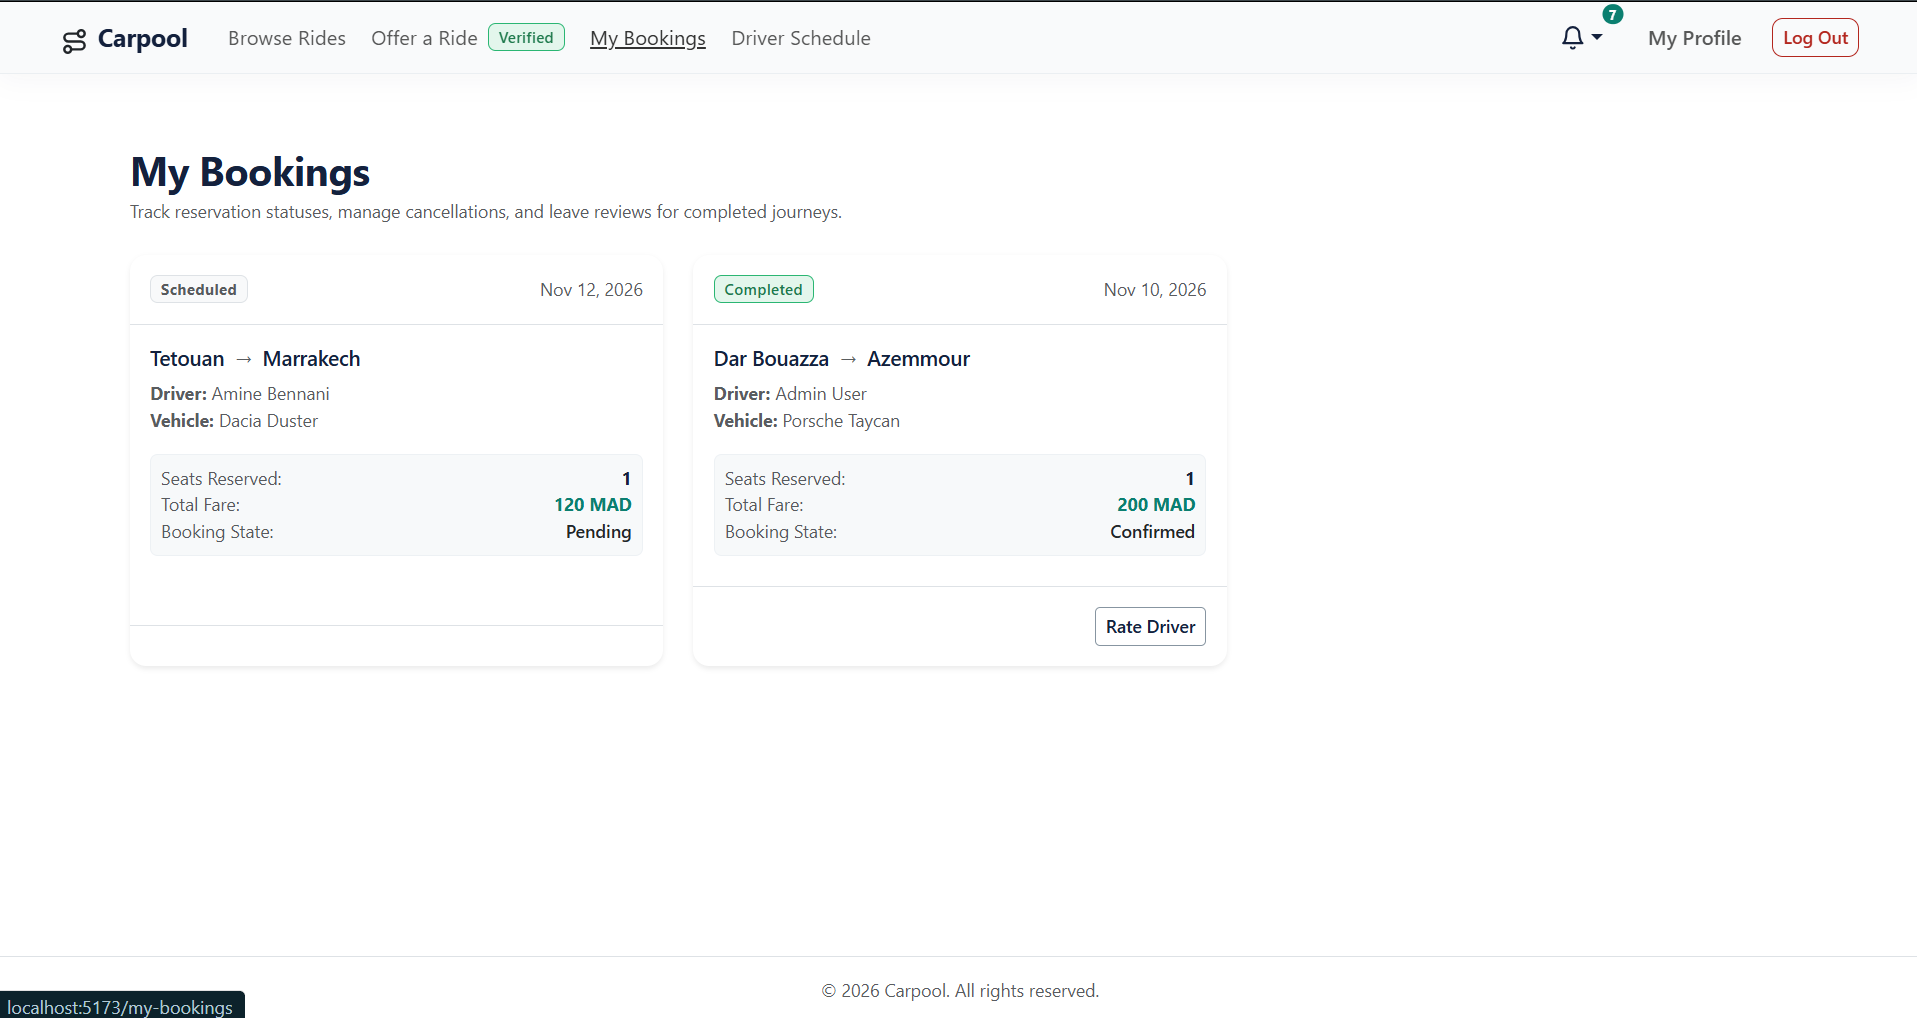 Carpool Browse Rides Offer a Ride Verified My Bookings Driver Schedule 7 My Profile Log Out
My Bookings
Track reservation statuses, manage cancellations, and leave reviews for completed journeys.
Scheduled Nov 12, 2026
Tetouan → Marrakech
Driver: Amine Bennani
Vehicle: Dacia Duster
Seats Reserved: 1
Total Fare: 120 MAD
Booking State: Pending
Completed Nov 10, 2026
Dar Bouazza → Azemmour
Driver: Admin User
Vehicle: Porsche Taycan
Seats Reserved: 1
Total Fare: 200 MAD
Booking State: Confirmed
Rate Driver
© 2026 Carpool. All rights reserved.
localhost:5173/my-bookings